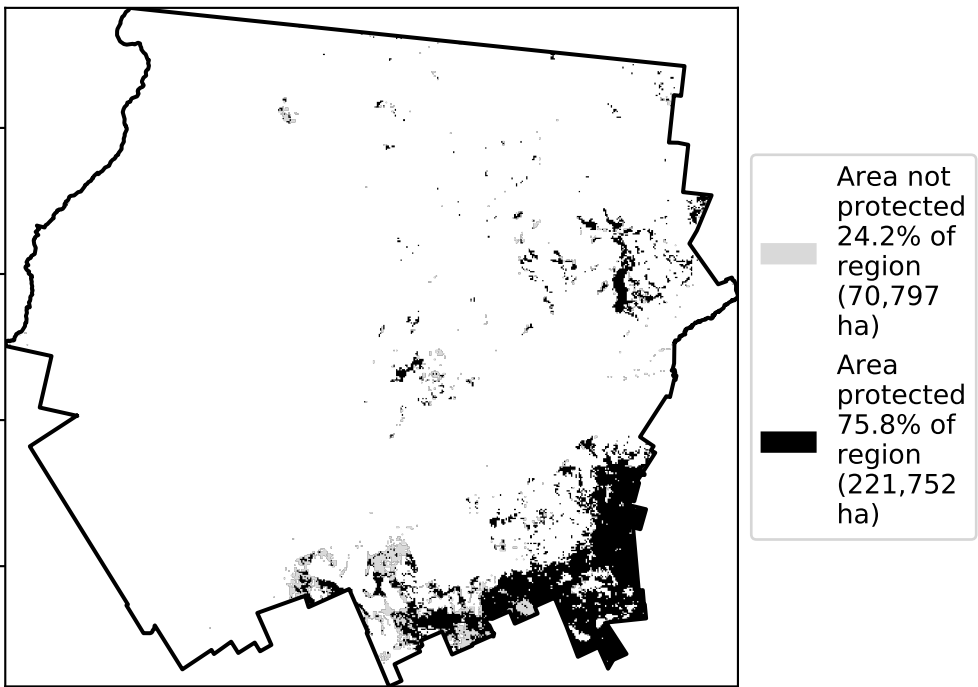 Area not
protected
24.2% of
region
(70,797
ha)
Area
protected
75.8% of
region
(221,752
ha)